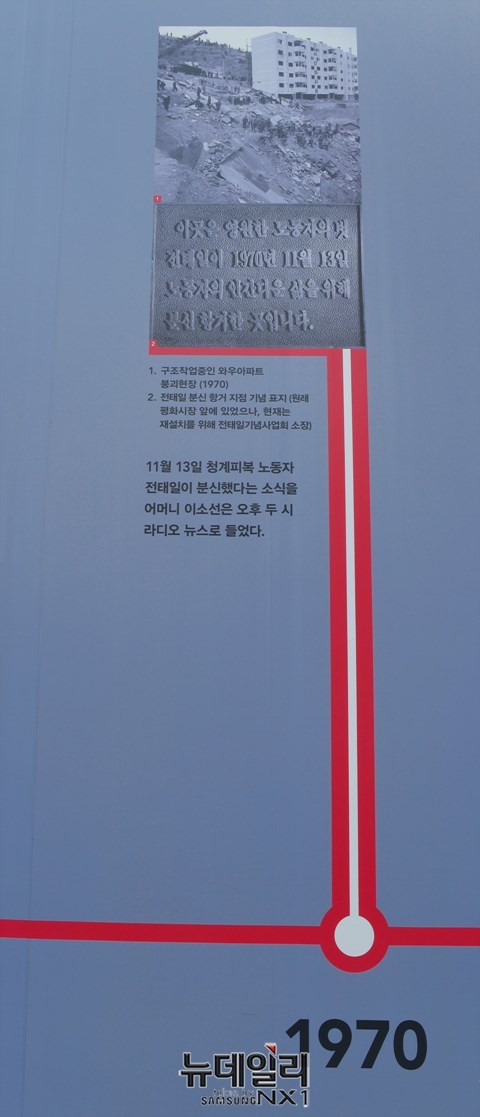 1
이곳은 영원한 노동자의 벗
전태일이 1970년 11월 13일
노동자의 인간다운 삶을 위해
분신 항거한 곳입니다.
2
1. 구조작업중인 와우아파트
붕괴현장 (1970)
2. 전태일 분신 항거 지점 기념 표지 (원래
평화시장 앞에 있었으나, 현재는
재설치를 위해 전태일기념사업회 소장)
11월 13일 청계피복 노동자
전태일이 분신했다는 소식을
어머니 이소선은 오후 두 시
라디오 뉴스로 들었다.
1970
뉴데일리
SAMSUNG NX1